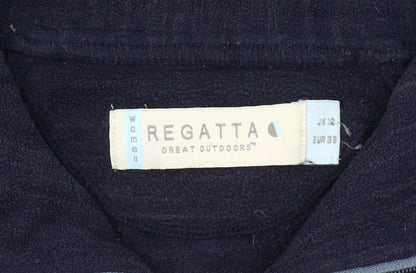 women
REGATTA
GREAT OUTDOORS™
UK 12
EUR 38